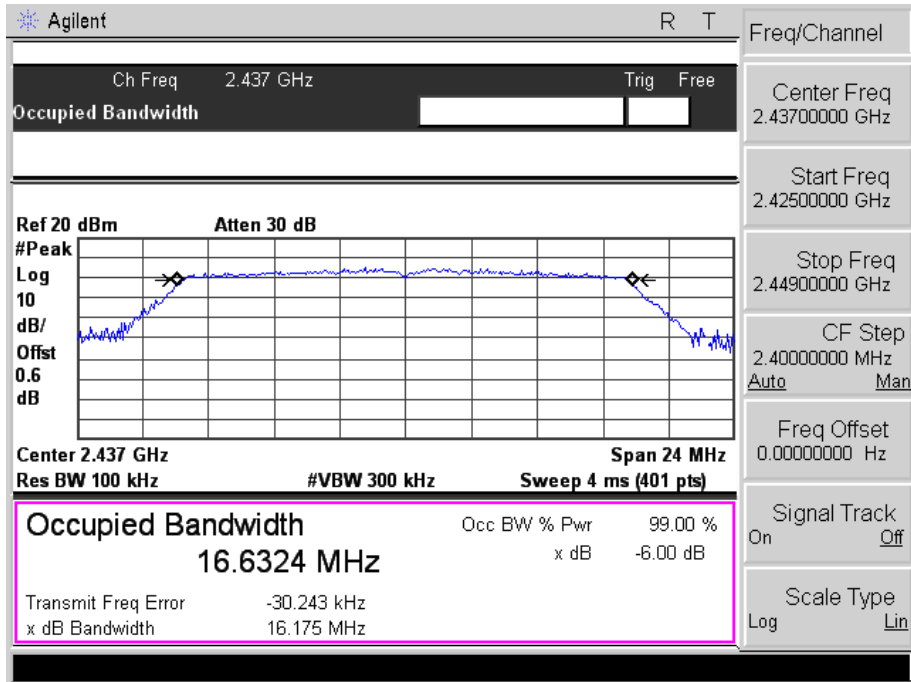 Agilent
R T
Freq/Channel
Ch Freq 2.437 GHz
Trig Free
Occupied Bandwidth
Center Freq
2.43700000 GHz
Start Freq
2.42500000 GHz
Stop Freq
2.44900000 GHz
CF Step
2.40000000 MHz
Auto Man
Freq Offset
0.00000000 Hz
Signal Track
On Off
Scale Type
Log Lin
Ref 20 dBm
Atten 30 dB
#Peak
Log
10
dB/
Offst
0.6
dB
Center 2.437 GHz
Span 24 MHz
Res BW 100 kHz
#VBW 300 kHz
Sweep 4 ms (401 pts)
Occupied Bandwidth
16.6324 MHz
Occ BW % Pwr 99.00 %
x dB -6.00 dB
Transmit Freq Error -30.243 kHz
x dB Bandwidth 16.175 MHz